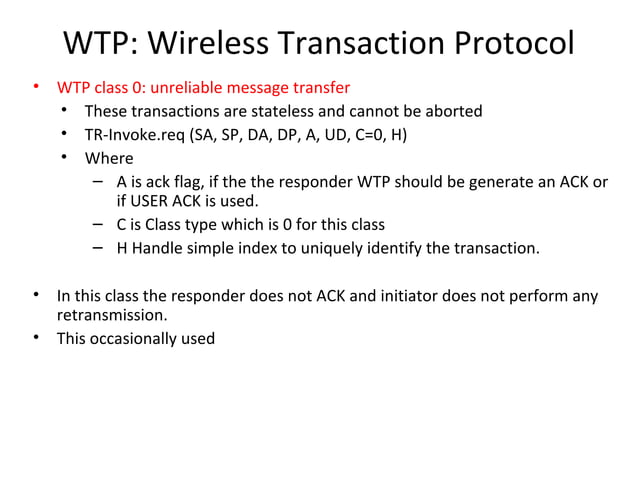 WTP: Wireless Transaction Protocol
• WTP class 0: unreliable message transfer
• These transactions are stateless and cannot be aborted
• TR-Invoke.req (SA, SP, DA, DP, A, UD, C=0, H)
• Where
– A is ack flag, if the the responder WTP should be generate an ACK or
if USER ACK is used.
– C is Class type which is 0 for this class
– H Handle simple index to uniquely identify the transaction.
• In this class the responder does not ACK and initiator does not perform any
retransmission.
• This occasionally used